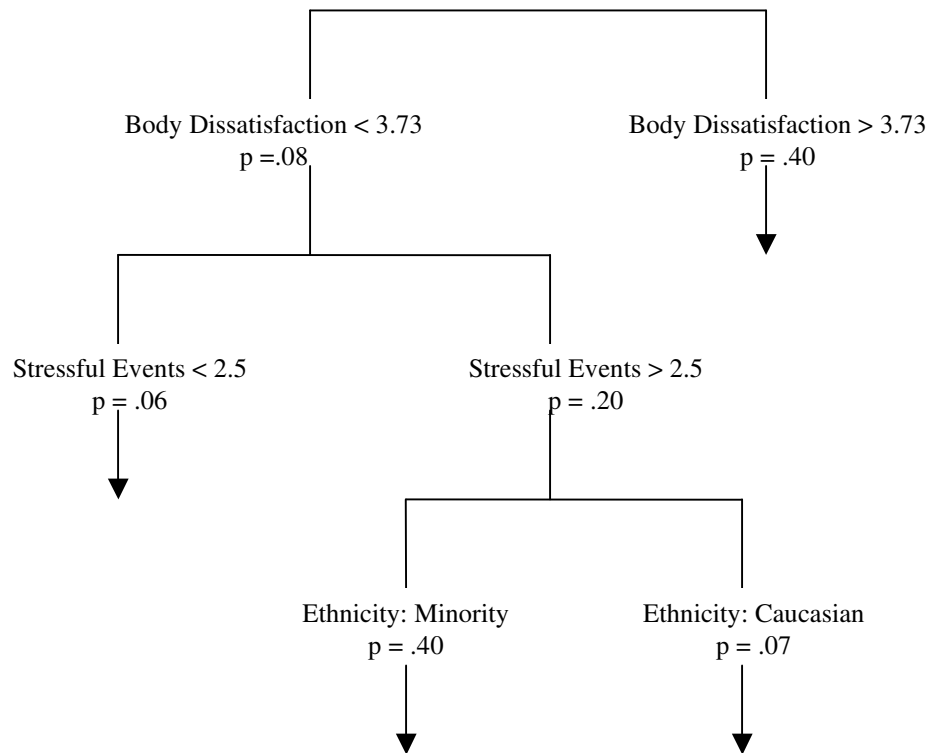 Body Dissatisfaction < 3.73
p =.08
Body Dissatisfaction > 3.73
p = .40
Stressful Events < 2.5
p = .06
Stressful Events > 2.5
p = .20
Ethnicity: Minority
p = .40
Ethnicity: Caucasian
p = .07